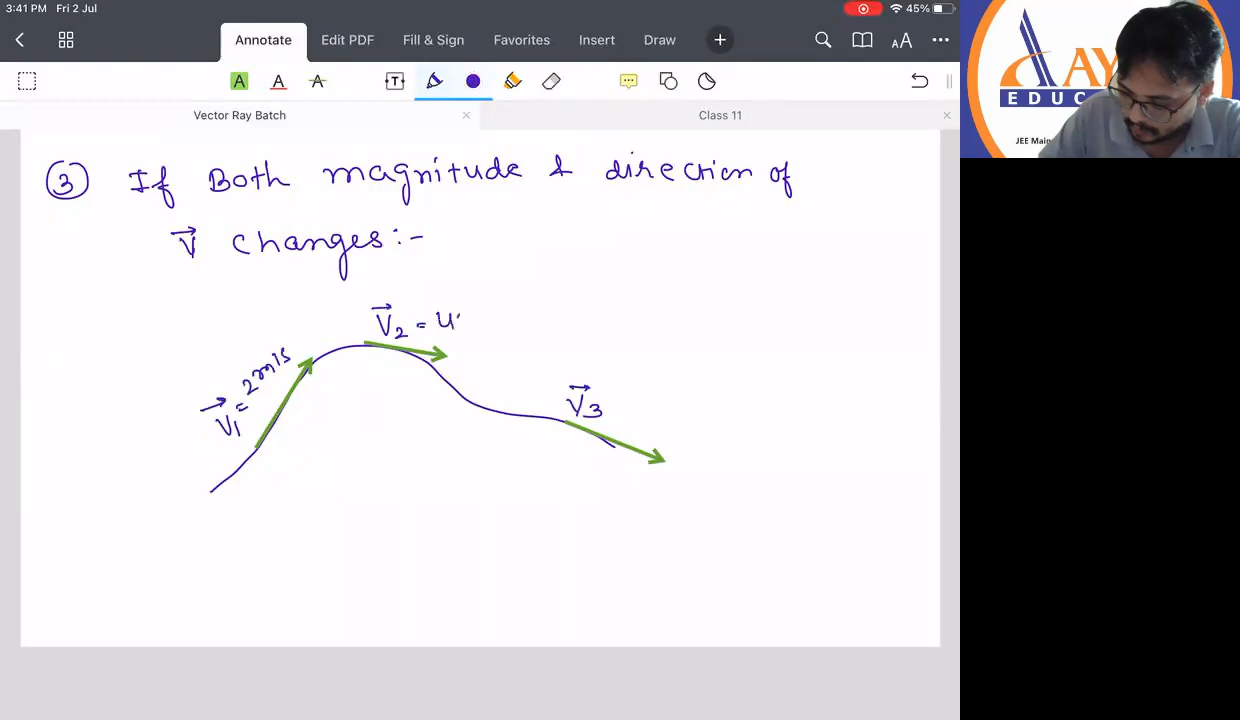 3:41 PM Fri 2 Jul
45%
Annotate Edit PDF Fill & Sign Favorites Insert Draw
Vector Ray Batch
Class 11
③ If Both magnitude & direction of
V⃗ changes:-
V⃗₁ = 2m/s
V⃗₂ = 4
V⃗₃
AY
EDUC
JEE Main